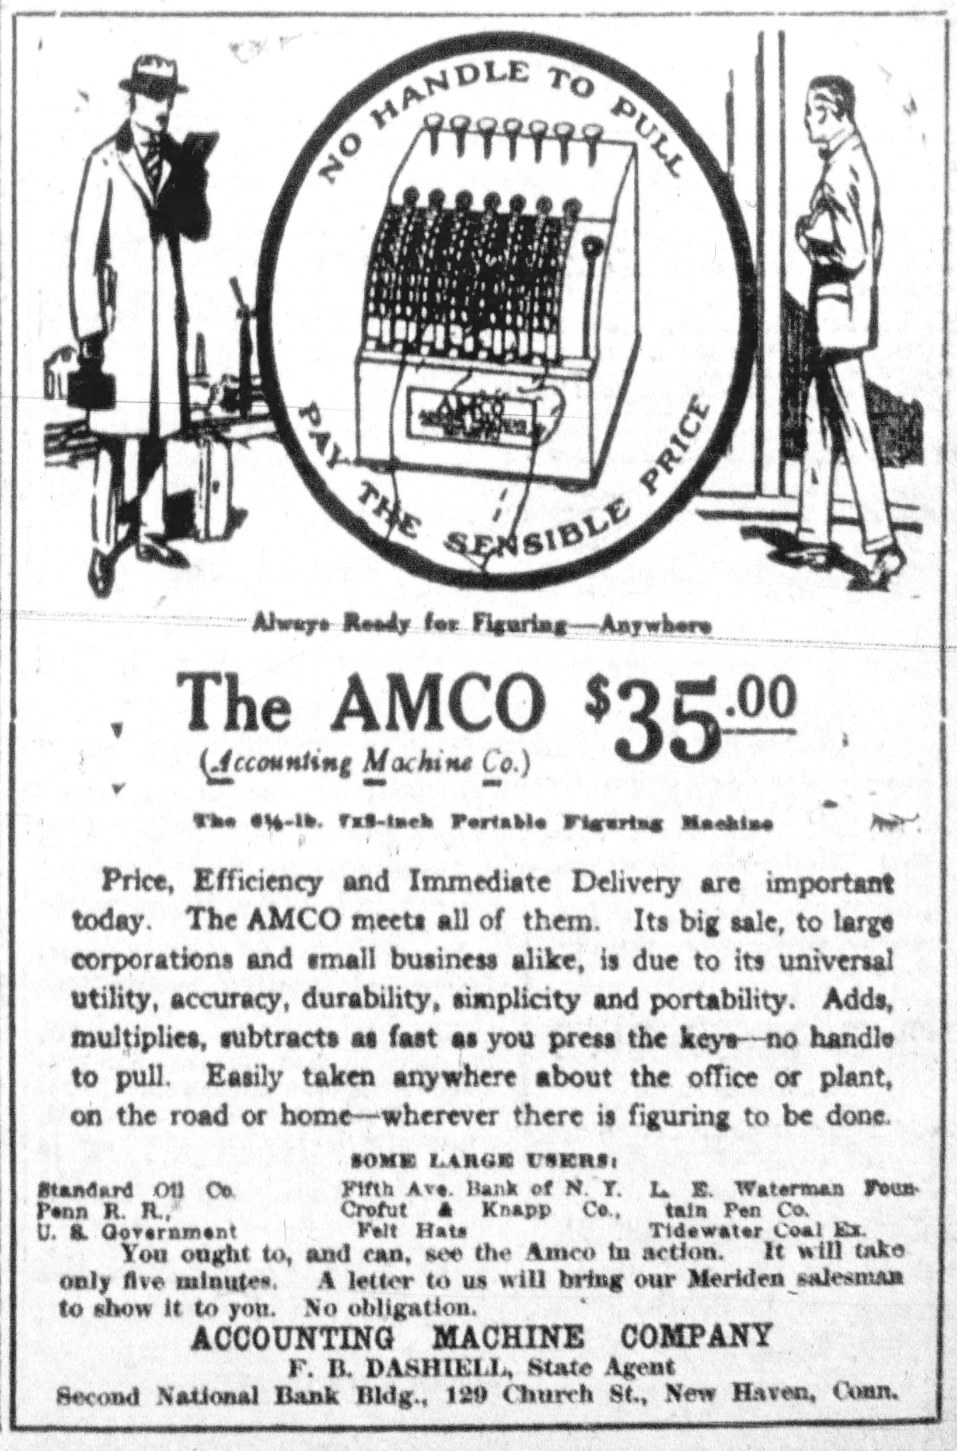 NO HANDLE TO PULL
AMCO
PAY THE SENSIBLE PRICE
Always Ready for Figuring—Anywhere
The AMCO $35.00
(Accounting Machine Co.)
The 6¼-lb. 7x8-inch Portable Figuring Machine
Price, Efficiency and Immediate Delivery are important
today. The AMCO meets all of them. Its big sale, to large
corporations and small business alike, is due to its universal
utility, accuracy, durability, simplicity and portability. Adds,
multiplies, subtracts as fast as you press the keys—no handle
to pull. Easily taken anywhere about the office or plant,
on the road or home—wherever there is figuring to be done.
SOME LARGE USERS:
Standard Oil Co.
Penn R. R.,
U. S. Government
Fifth Ave. Bank of N. Y.
Crofut & Knapp Co.,
Felt Hats
L. E. Waterman Foun-
tain Pen Co.
Tidewater Coal Ex.
You ought to, and can, see the Amco in action. It will take
only five minutes. A letter to us will bring our Meriden salesman
to show it to you. No obligation.
ACCOUNTING MACHINE COMPANY
F. B. DASHIELL, State Agent
Second National Bank Bldg., 129 Church St., New Haven, Conn.